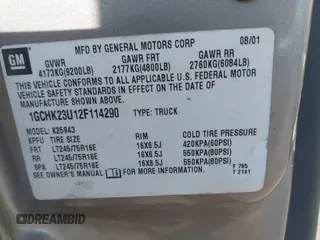 GM
MFD BY GENERAL MOTORS CORP 08/01
GVWR GAWR FRT GAWR RR
4173KG(9200LB) 2177KG(4800LB) 2760KG(6084LB)
THIS VEHICLE CONFORMS TO ALL APPLICABLE U.S. FEDERAL
MOTOR VEHICLE SAFETY STANDARDS IN EFFECT ON THE DATE OF
MANUFACTURE SHOWN ABOVE.
1GCHK23U12F114290 TYPE: TRUCK
MODEL: K25943
KPFU TIRE SIZE RIM COLD TIRE PRESSURE
FRT LT245/75R16E 16X6.5J 420KPA(60PSI)
RR LT245/75R16E 16X6.5J 550KPA(80PSI)
SPA LT245/75R16E 16X6.5J 550KPA(80PSI)
SEE OWNER'S MANUAL FOR MORE INFORMATION.
F 765
T 2141
© DREAMBID